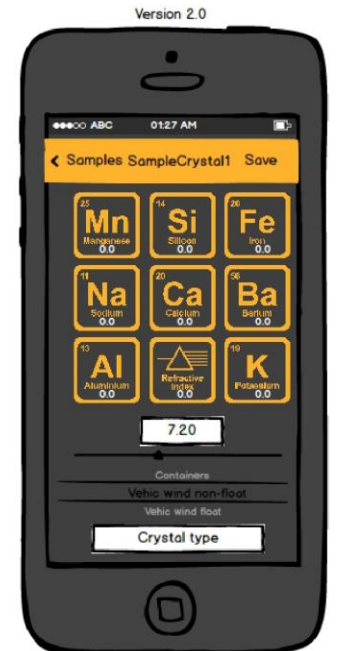 Version 2.0
ABC 01:27 AM
< Samples SampleCrystal1 Save
25 14 26
Mn Si Fe
Manganese Silicon Iron
0.0 0.0 0.0
11 20 56
Na Ca Ba
Sodium Calcium Barium
0.0 0.0 0.0
13 19
Al K
Aluminium Refractive Index Potassium
0.0 0.0 0.0
7.20
Containers
Vehic wind non-float
Vehic wind float
Crystal type